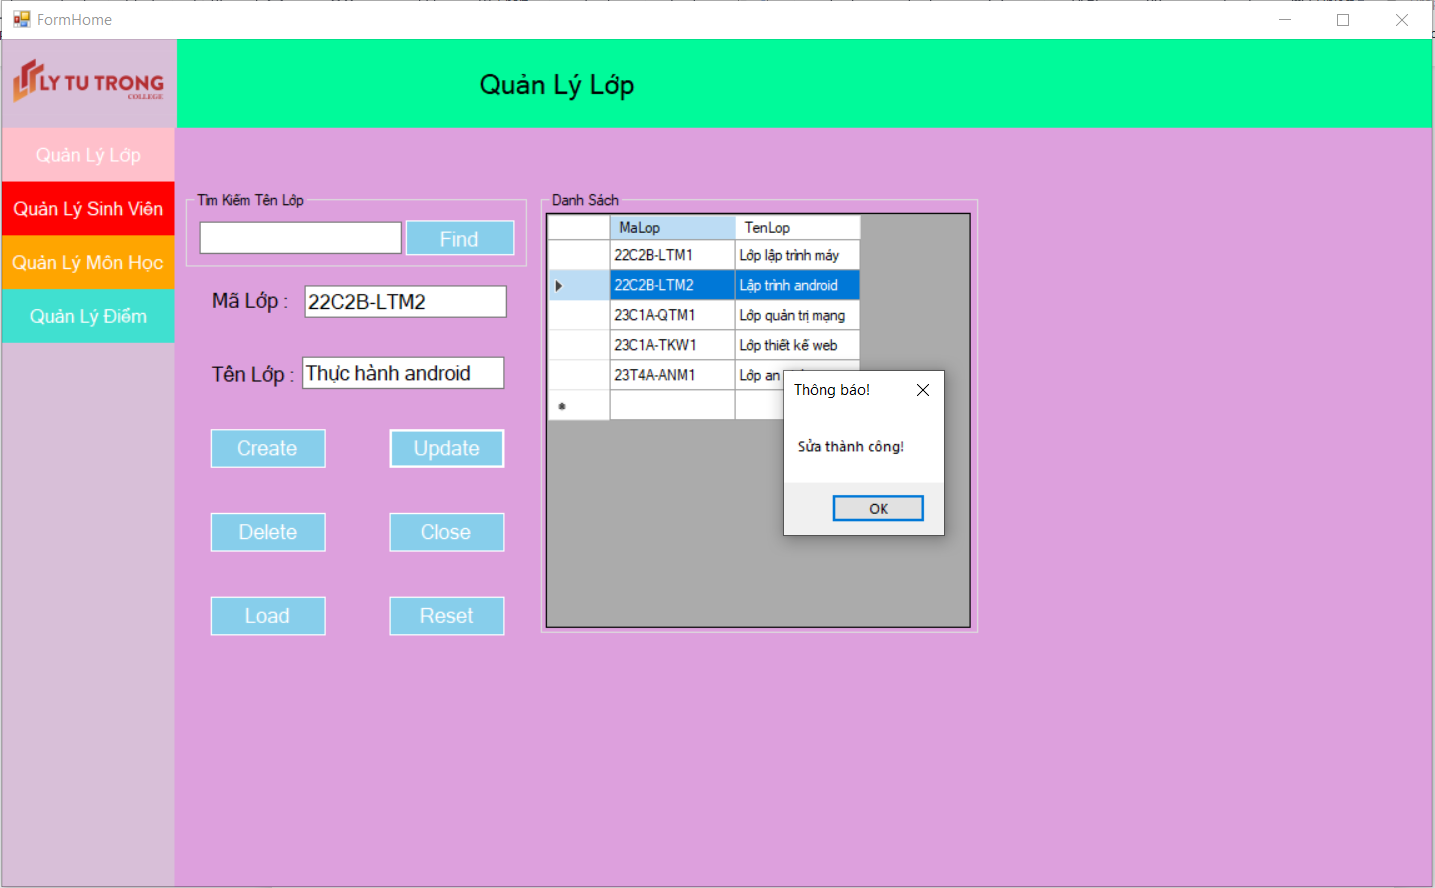 FormHome
LY TU TRONG
COLLEGE
Quản Lý Lớp
Quản Lý Lớp
Quản Lý Sinh Viên
Quản Lý Môn Học
Quản Lý Điểm
Tìm Kiếm Tên Lớp
Find
Mã Lớp :
22C2B-LTM2
Tên Lớp :
Thực hành android
Create
Update
Delete
Close
Load
Reset
Danh Sách
MaLop TenLop
22C2B-LTM1 Lớp lập trình máy
22C2B-LTM2 Lập trình android
23C1A-QTM1 Lớp quản trị mạng
23C1A-TKW1 Lớp thiết kế web
23T4A-ANM1 Lớp an
Thông báo!
Sửa thành công!
OK